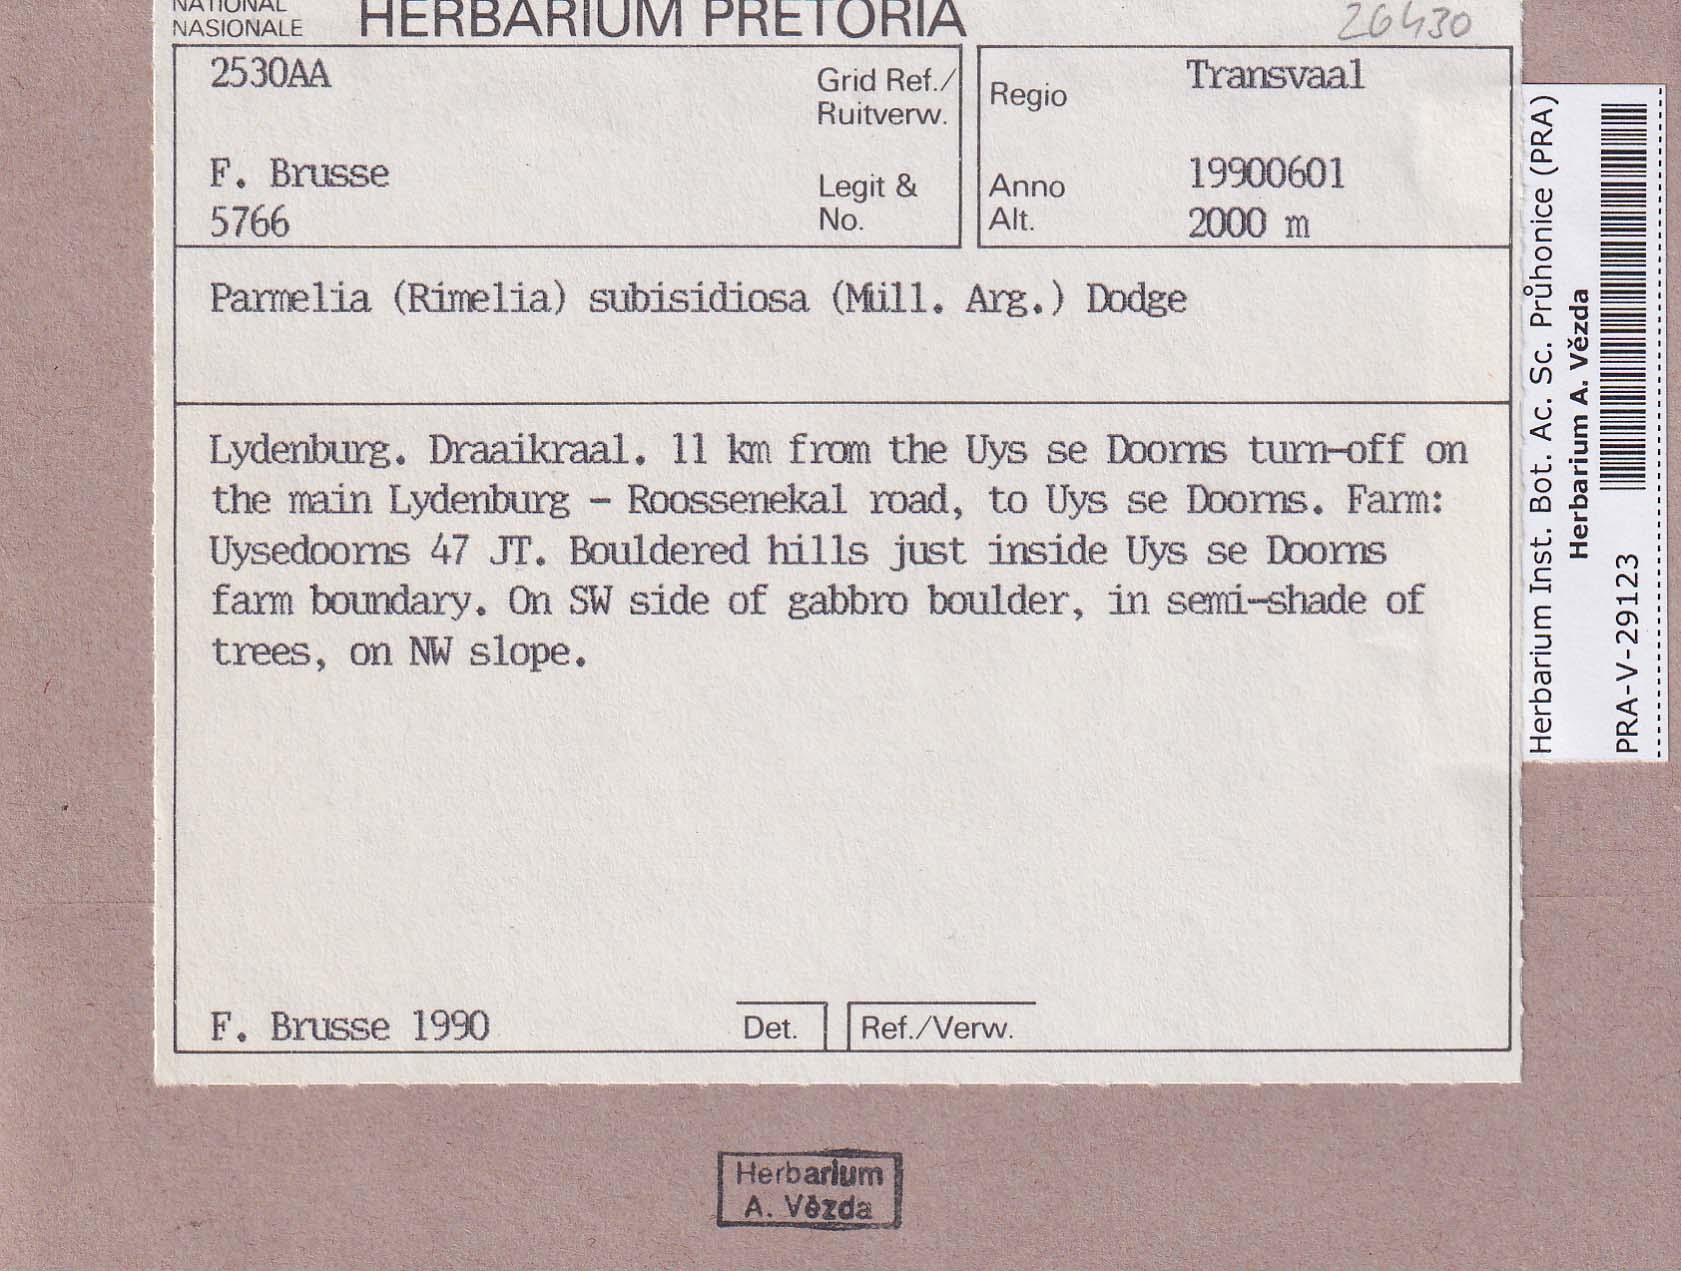 NATIONAL
NASIONALE
HERBARIUM PRETORIA
26430
2530AA
Grid Ref./
Ruitverw.
F. Brusse
5766
Legit &
No.
Regio
Transvaal
Anno
19900601
Alt.
2000 m
Parmelia (Rimelia) subisidiosa (Müll. Arg.) Dodge
Lydenburg. Draaikraal. 11 km from the Uys se Doorns turn-off on
the main Lydenburg - Roossenekal road, to Uys se Doorns. Farm:
Uysedoorns 47 JT. Bouldered hills just inside Uys se Doorns
farm boundary. On SW side of gabbro boulder, in semi-shade of
trees, on NW slope.
F. Brusse 1990
Det.
Ref./Verw.
Herbarium Inst. Bot. Ac. Sc. Průhonice (PRA)
Herbarium A. Vězda
PRA-V-29123
Herbarium
A. Vězda